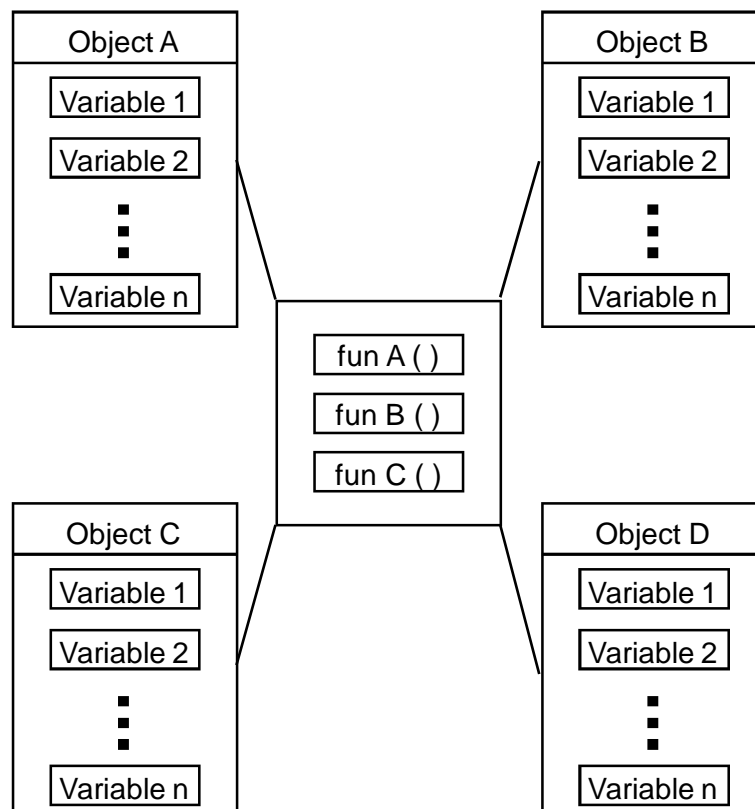 Object A
Variable 1
Variable 2
Variable n
Object B
Variable 1
Variable 2
Variable n
fun A ( )
fun B ( )
fun C ( )
Object C
Variable 1
Variable 2
Variable n
Object D
Variable 1
Variable 2
Variable n